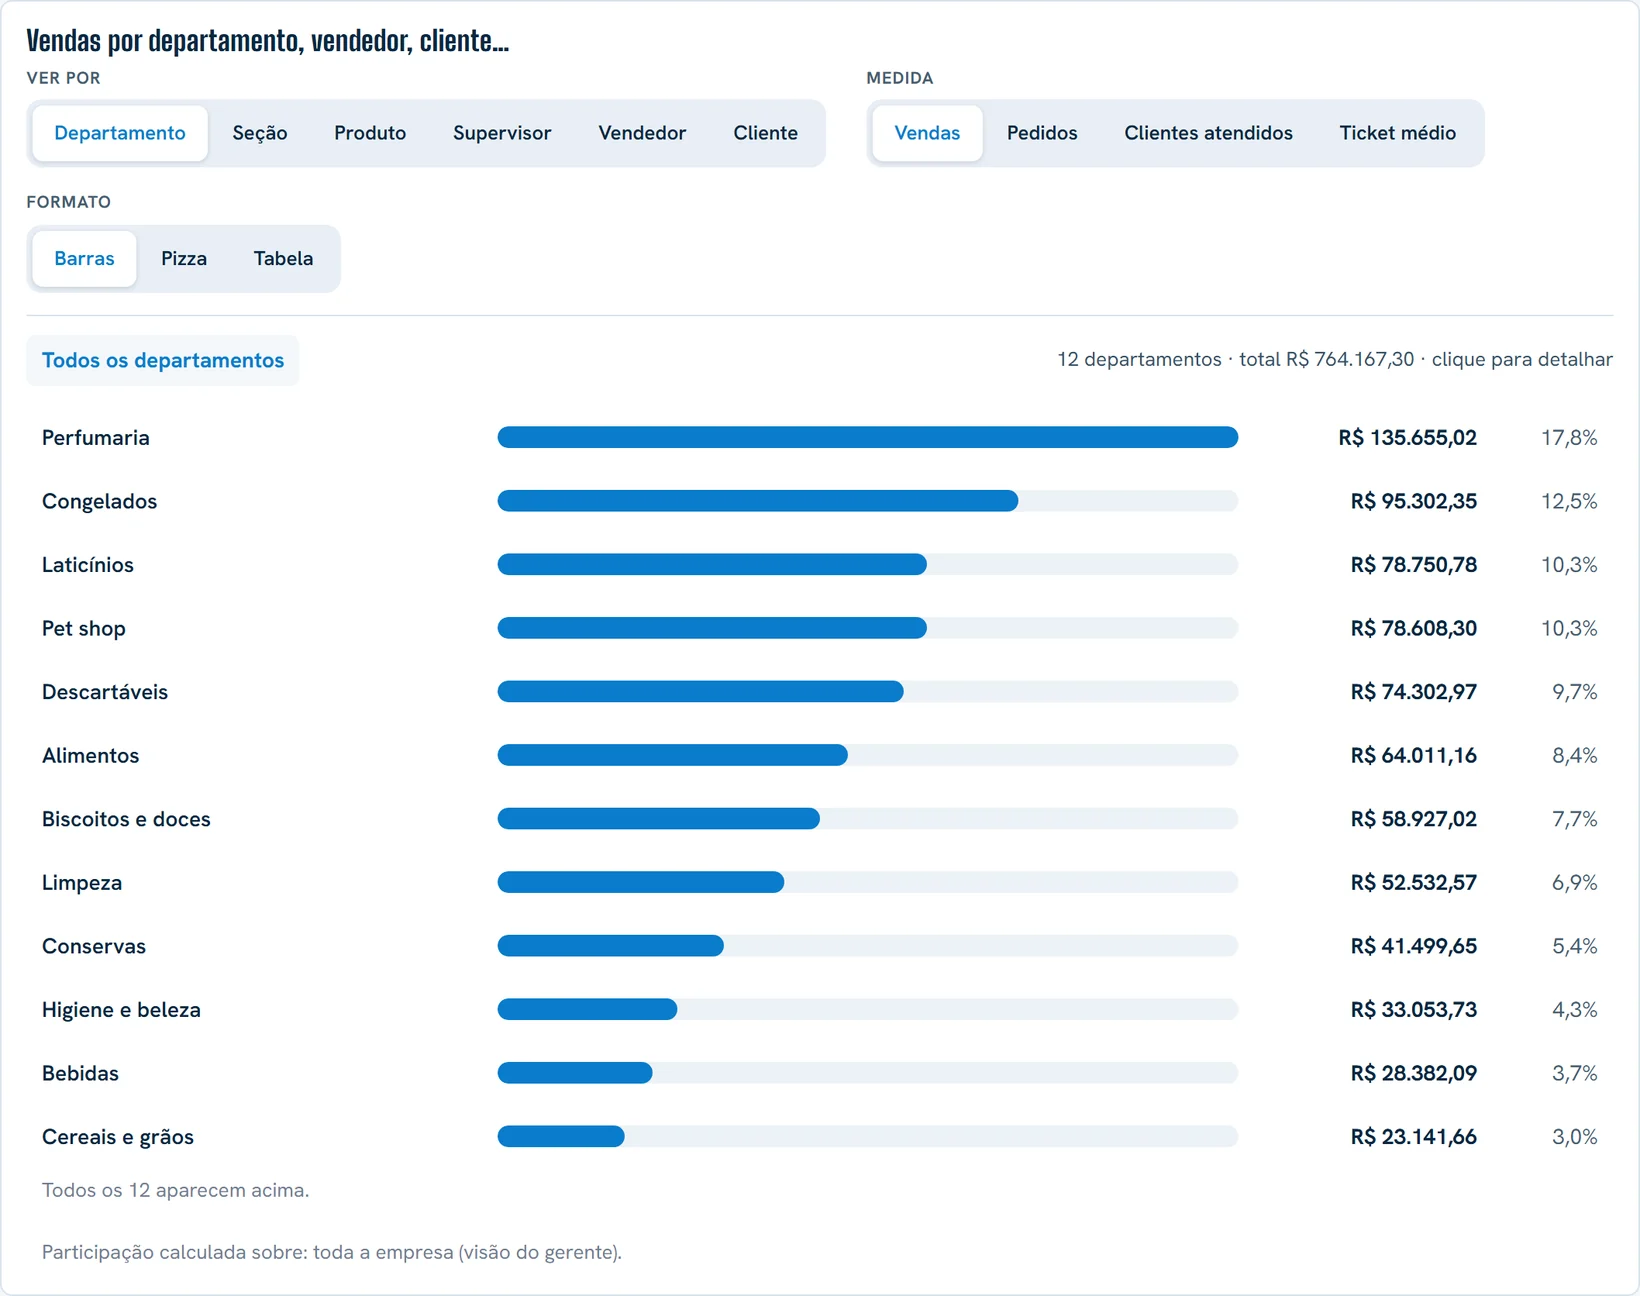 Vendas por departamento, vendedor, cliente...
VER POR
Departamento Seção Produto Supervisor Vendedor Cliente
MEDIDA
Vendas Pedidos Clientes atendidos Ticket médio
FORMATO
Barras Pizza Tabela
Todos os departamentos
12 departamentos · total R$ 764.167,30 · clique para detalhar
Perfumaria R$ 135.655,02 17,8%
Congelados R$ 95.302,35 12,5%
Laticínios R$ 78.750,78 10,3%
Pet shop R$ 78.608,30 10,3%
Descartáveis R$ 74.302,97 9,7%
Alimentos R$ 64.011,16 8,4%
Biscoitos e doces R$ 58.927,02 7,7%
Limpeza R$ 52.532,57 6,9%
Conservas R$ 41.499,65 5,4%
Higiene e beleza R$ 33.053,73 4,3%
Bebidas R$ 28.382,09 3,7%
Cereais e grãos R$ 23.141,66 3,0%
Todos os 12 aparecem acima.
Participação calculada sobre: toda a empresa (visão do gerente).